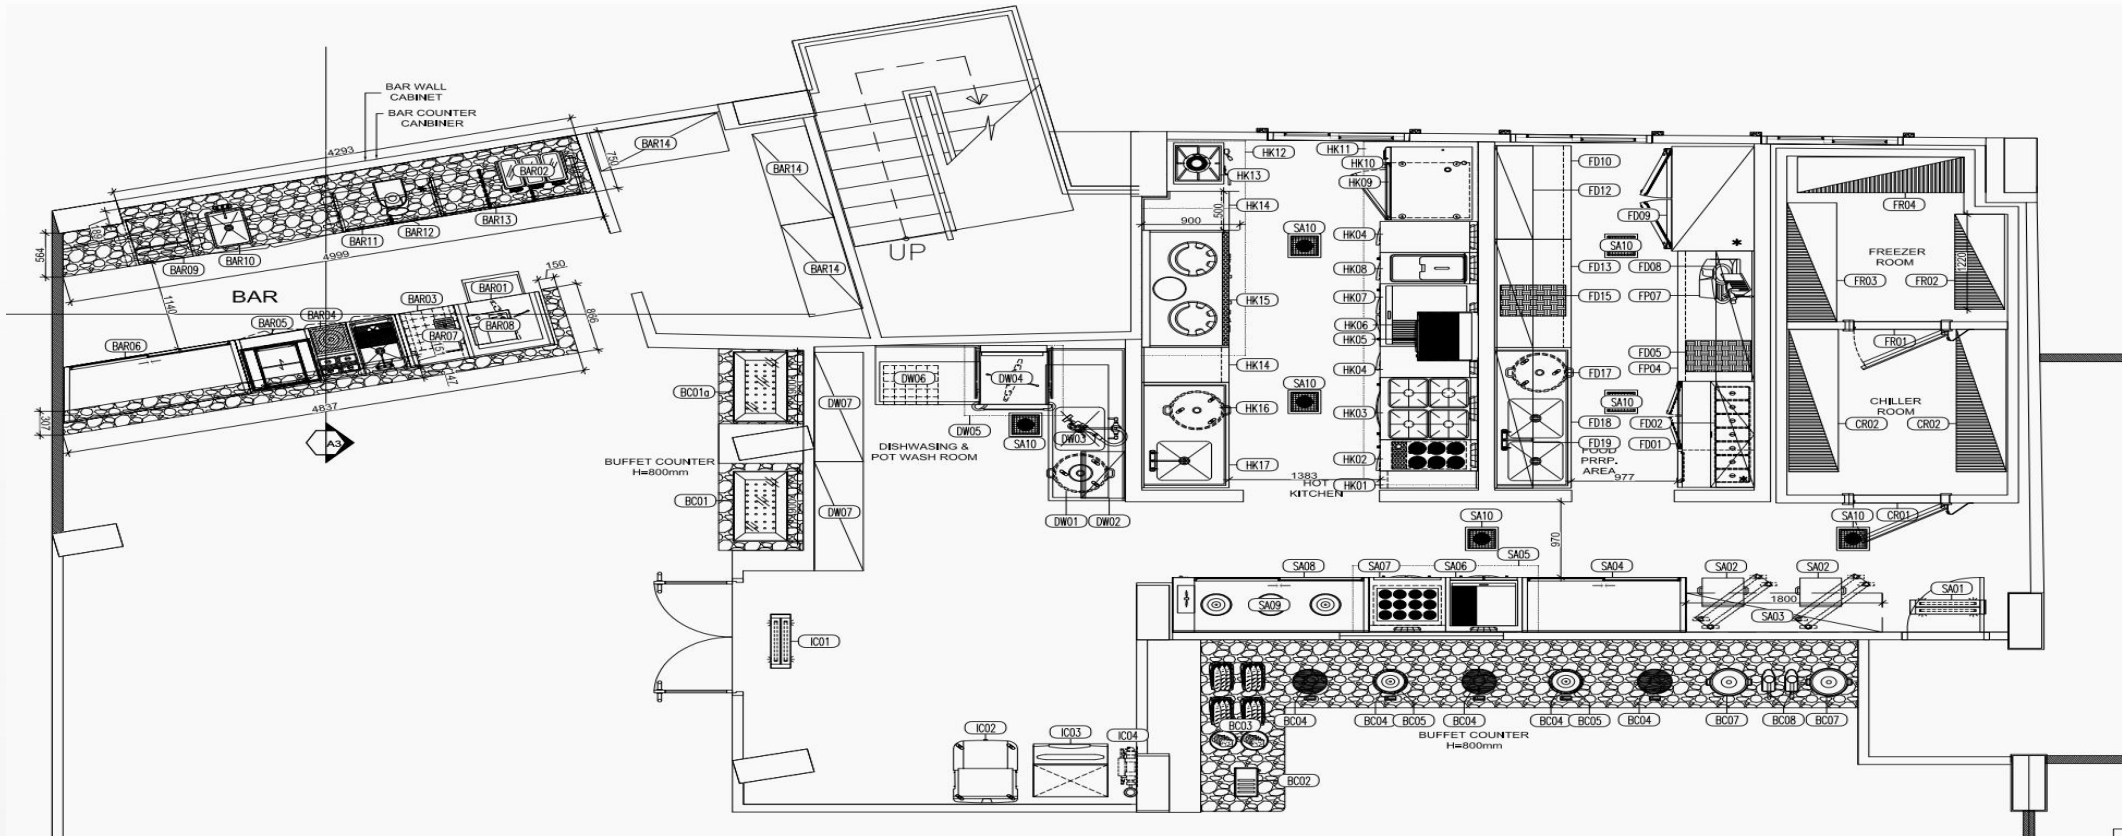 BAR WALL
CABINET
BAR COUNTER
CANBINER
4293
750
BAR14
BAR02
BAR13
BAR12
BAR11
BAR10
BAR09
4999
564
1140
BAR
150
BAR01
BAR03
BAR08
BAR07
BAR04
BAR05
BAR06
866
4837
307
A3
BAR14
BAR14
UP
BC01a
BUFFET COUNTER
H=800mm
BC01
DW07
DW07
DW06
DW04
DW05
SA10
DW03
DISHWASING &
POT WASH ROOM
DW01
DW02
IC01
IC02
IC03
IC04
HK12
HK13
HK14
500
900
SA10
HK15
HK14
SA10
HK16
HK17
1383
HOT
KITCHEN
HK11
HK10
HK09
HK04
HK08
HK07
HK06
HK05
HK04
HK03
HK02
HK01
FD10
FD12
FD09
SA10
FD13
FD08
FD15
FP07
FD05
FP04
FD17
SA10
FD18
FD02
FD19
FD01
FOOD
PRRP.
AREA
977
FR04
FREEZER
ROOM
FR03
FR02
1220
FR01
CHILLER
ROOM
CR02
CR02
CR01
SA10
SA10
970
SA05
SA08
SA07
SA06
SA04
SA02
SA02
SA01
SA09
1800
SA03
BC03
BC04
BC04
BC05
BC04
BC04
BC05
BC04
BC07
BC08
BC07
BUFFET COUNTER
H=800mm
BC02